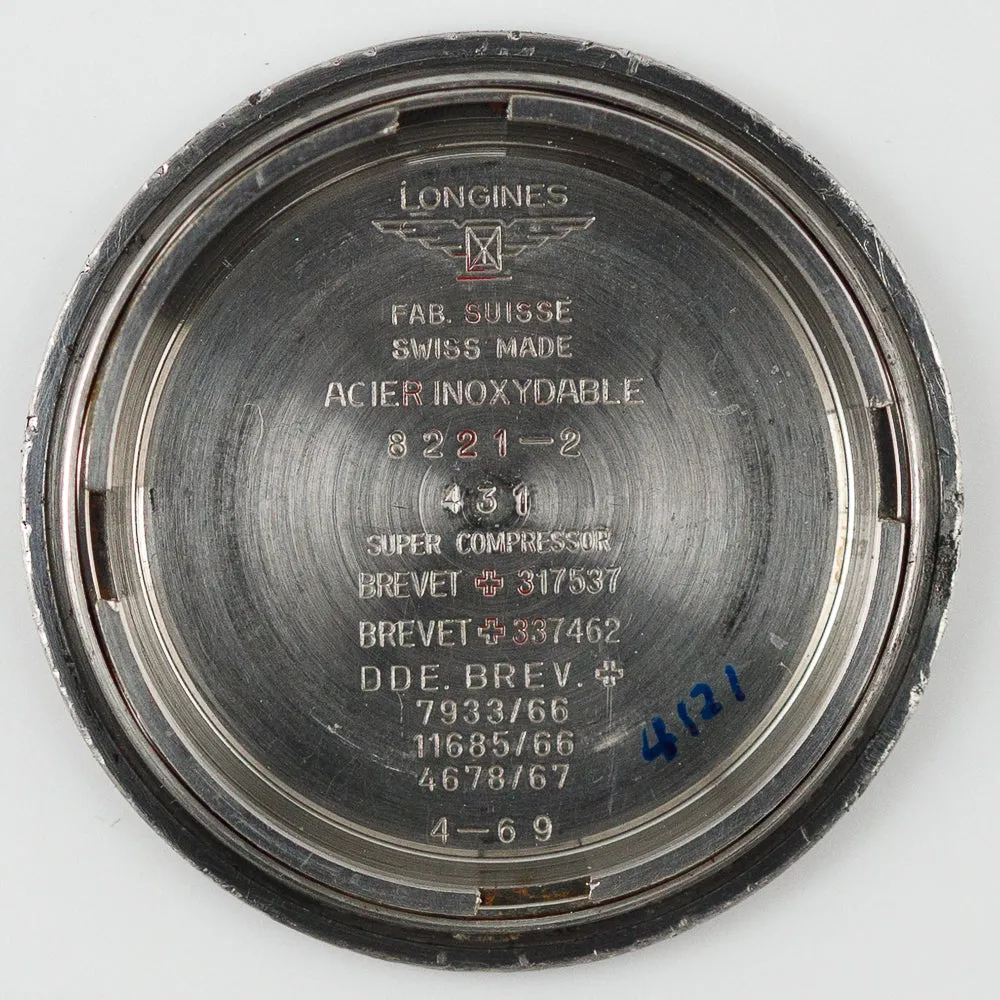 LONGINES
FAB. SUISSE
SWISS MADE
ACIER INOXYDABLE
8221-2
431
SUPER COMPRESSOR
BREVET ✚ 317537
BREVET ✚ 337462
DDE. BREV. ✚
7933/66
11685/66
4678/67
4-69
4121